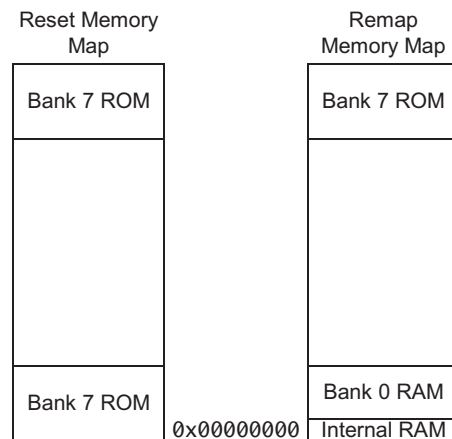 Reset Memory
Map
Remap
Memory Map
Bank 7 ROM
Bank 7 ROM
Bank 7 ROM
Bank 0 RAM
0x00000000
Internal RAM